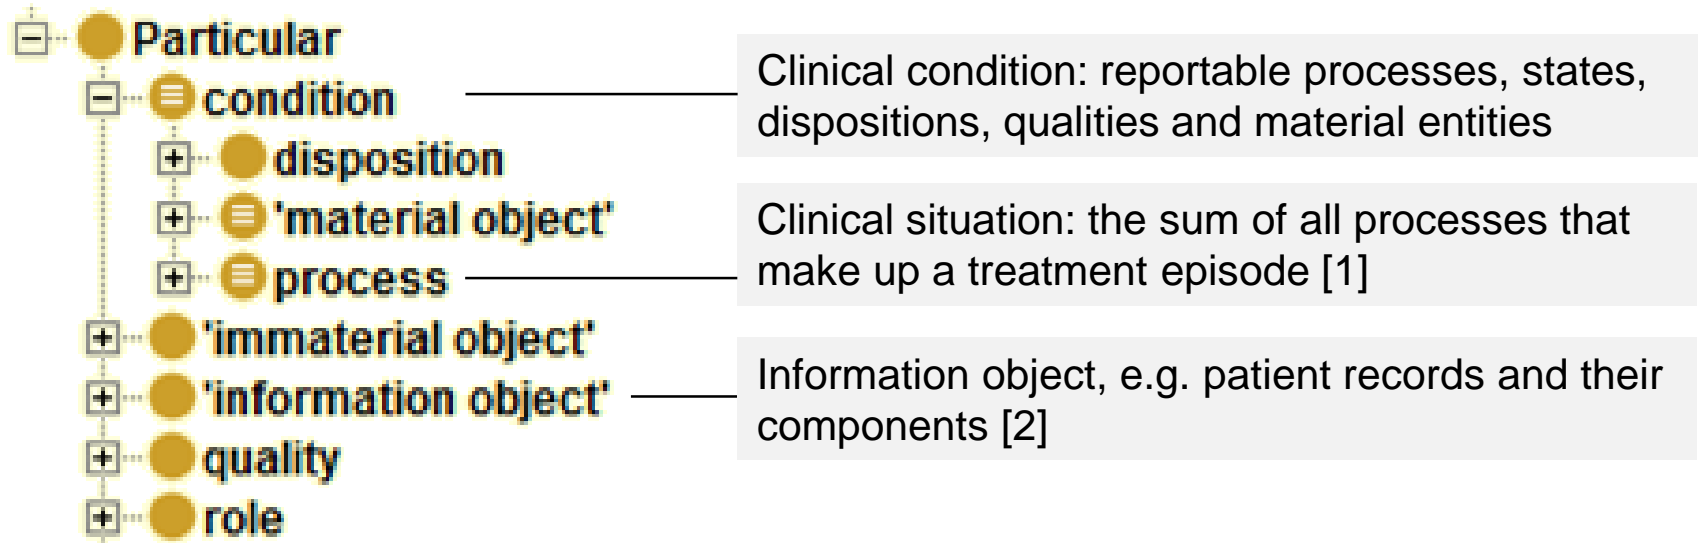 Particular
condition
disposition
'material object'
process
'immaterial object'
'information object'
quality
role
Clinical condition: reportable processes, states,
dispositions, qualities and material entities
Clinical situation: the sum of all processes that
make up a treatment episode [1]
Information object, e.g. patient records and their
components [2]